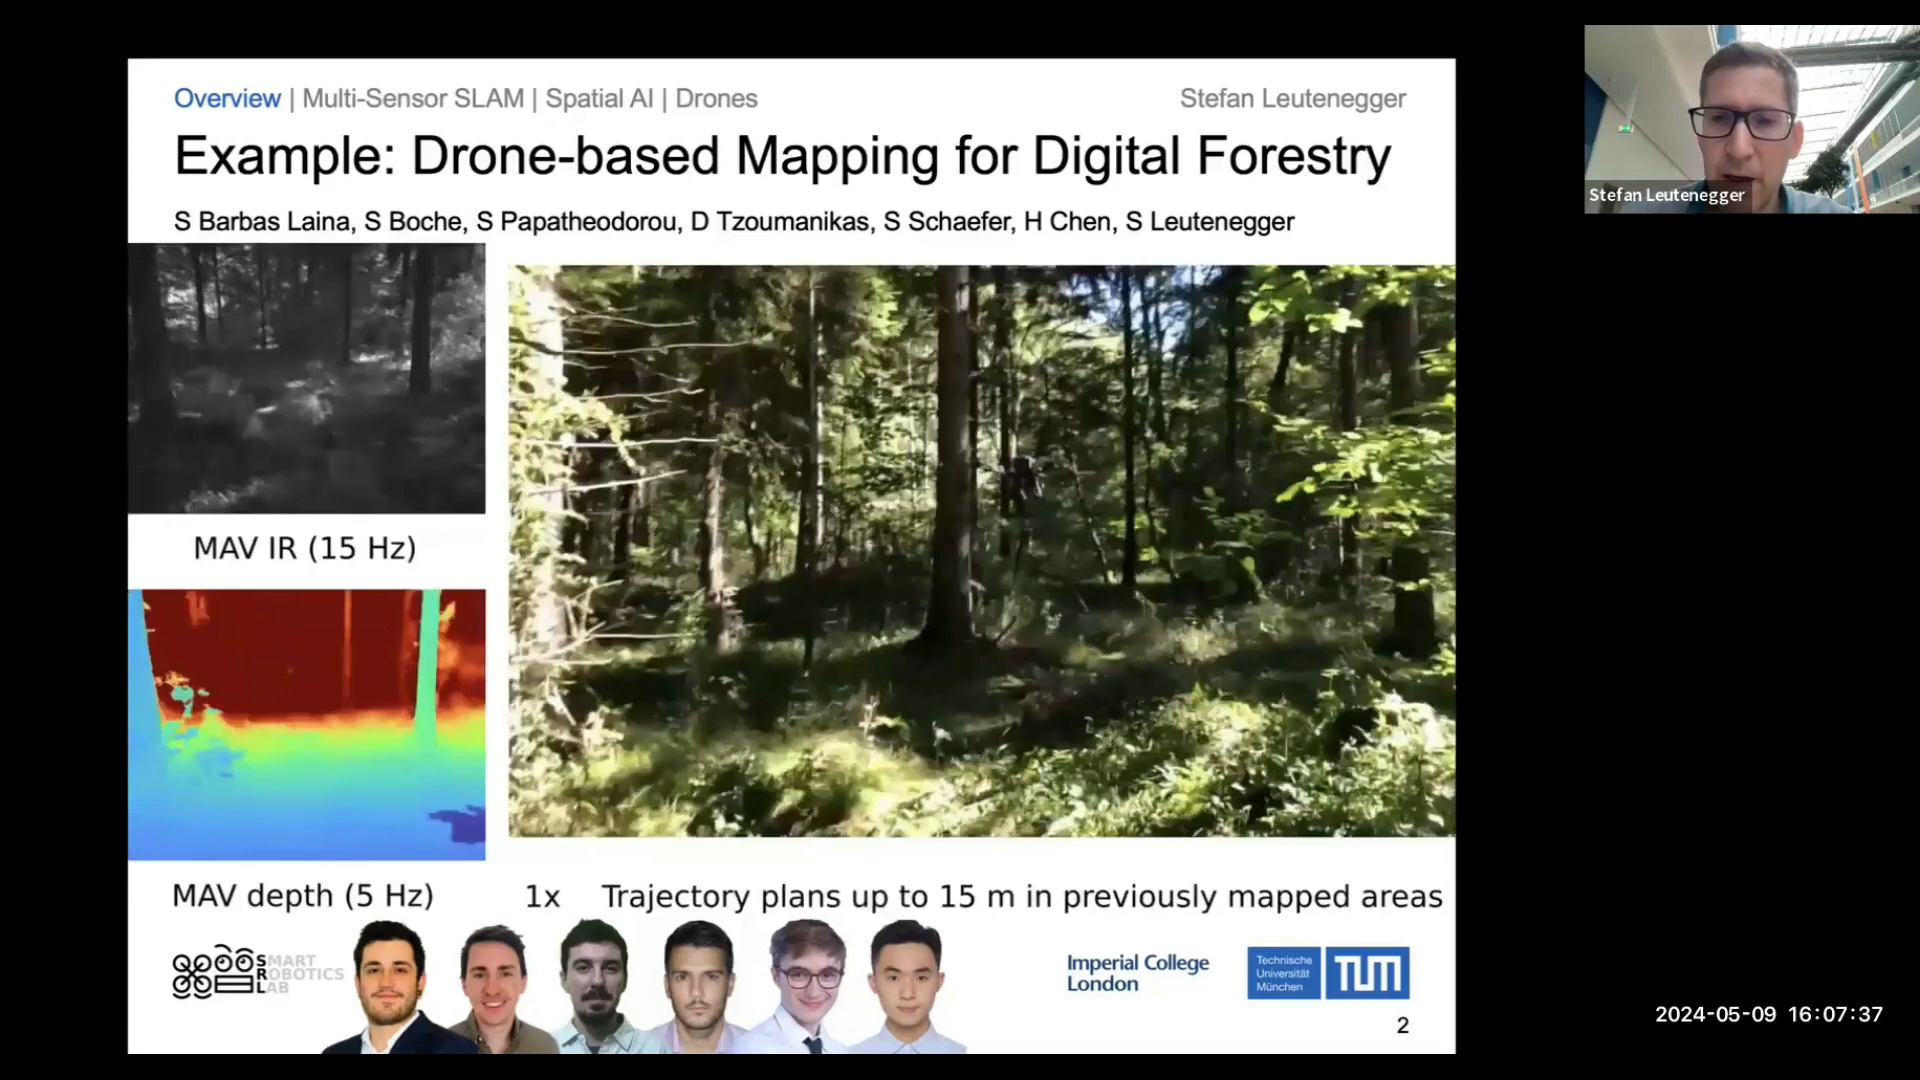 Overview | Multi-Sensor SLAM | Spatial AI | Drones
Stefan Leutenegger
Example: Drone-based Mapping for Digital Forestry
S Barbas Laina, S Boche, S Papatheodorou, D Tzoumanikas, S Schaefer, H Chen, S Leutenegger
Stefan Leutenegger
MAV IR (15 Hz)
MAV depth (5 Hz)
1x
Trajectory plans up to 15 m in previously mapped areas
SMART
ROBOTICS
LAB
Imperial College
London
Technische
Universität
München
TUM
2
2024-05-09 16:07:37